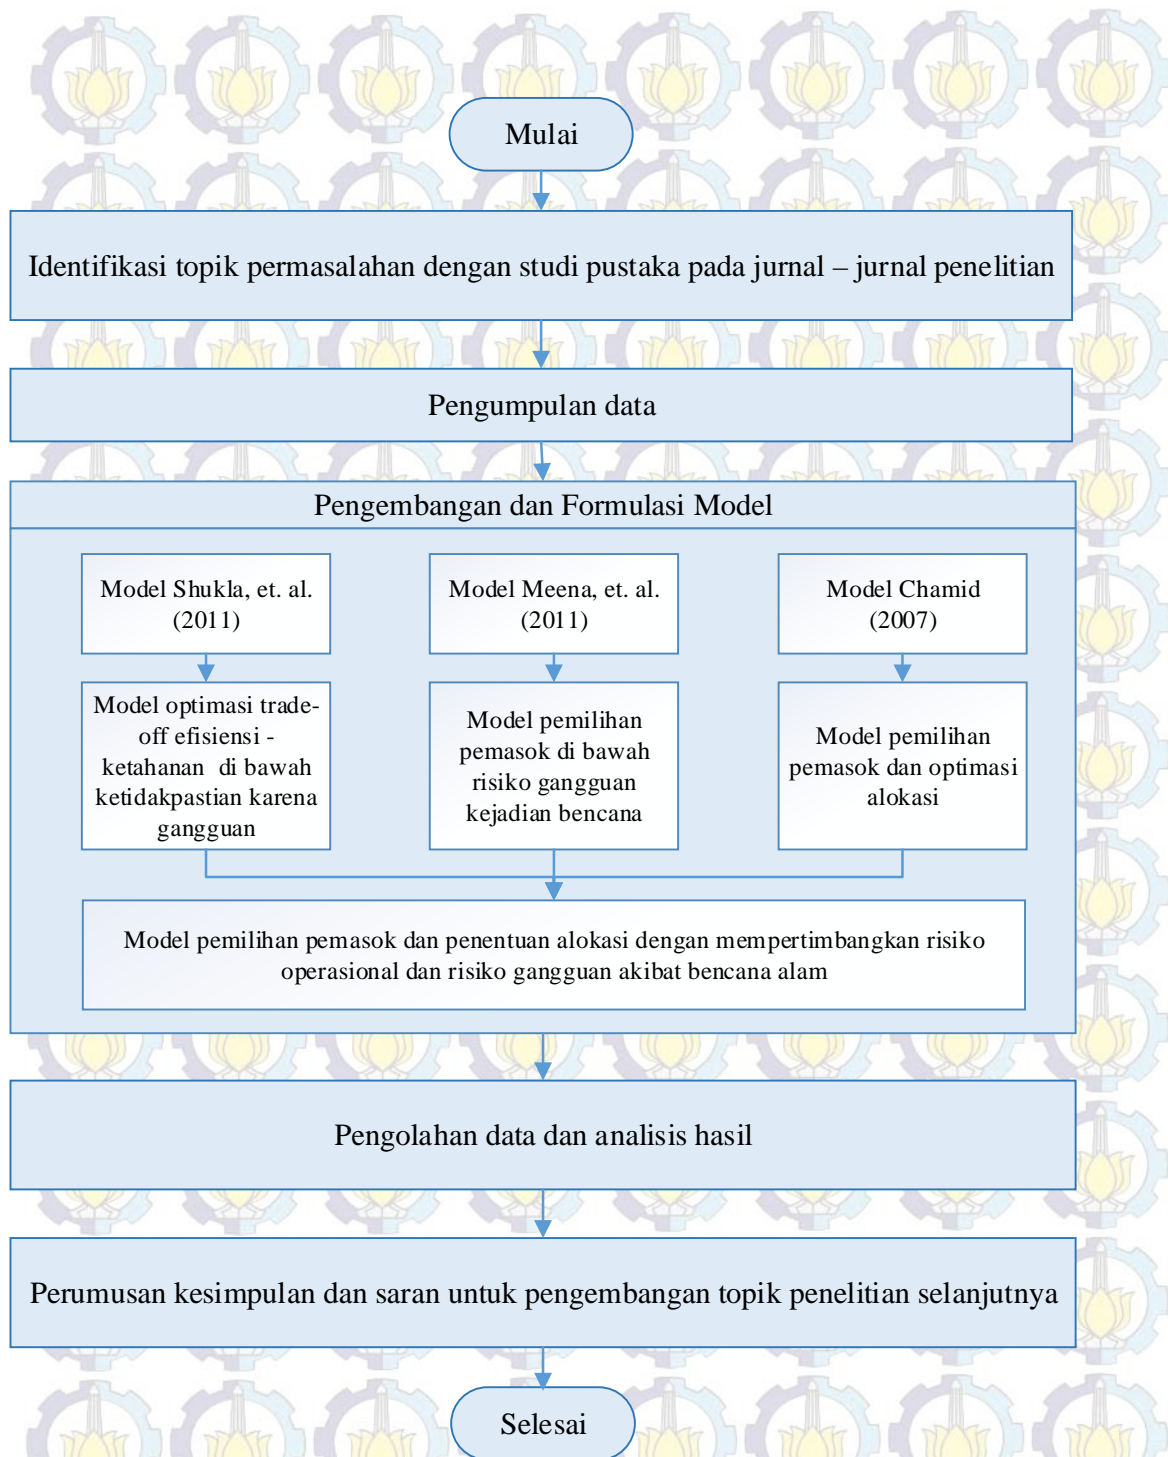 Mulai
Identifikasi topik permasalahan dengan studi pustaka pada jurnal – jurnal penelitian
Pengumpulan data
Pengembangan dan Formulasi Model
Model Shukla, et. al.
(2011)
Model Meena, et. al.
(2011)
Model Chamid
(2007)
Model optimasi trade-
off efisiensi -
ketahanan di bawah
ketidakpastian karena
gangguan
Model pemilihan
pemasok di bawah
risiko gangguan
kejadian bencana
Model pemilihan
pemasok dan optimasi
alokasi
Model pemilihan pemasok dan penentuan alokasi dengan mempertimbangkan risiko
operasional dan risiko gangguan akibat bencana alam
Pengolahan data dan analisis hasil
Perumusan kesimpulan dan saran untuk pengembangan topik penelitian selanjutnya
Selesai